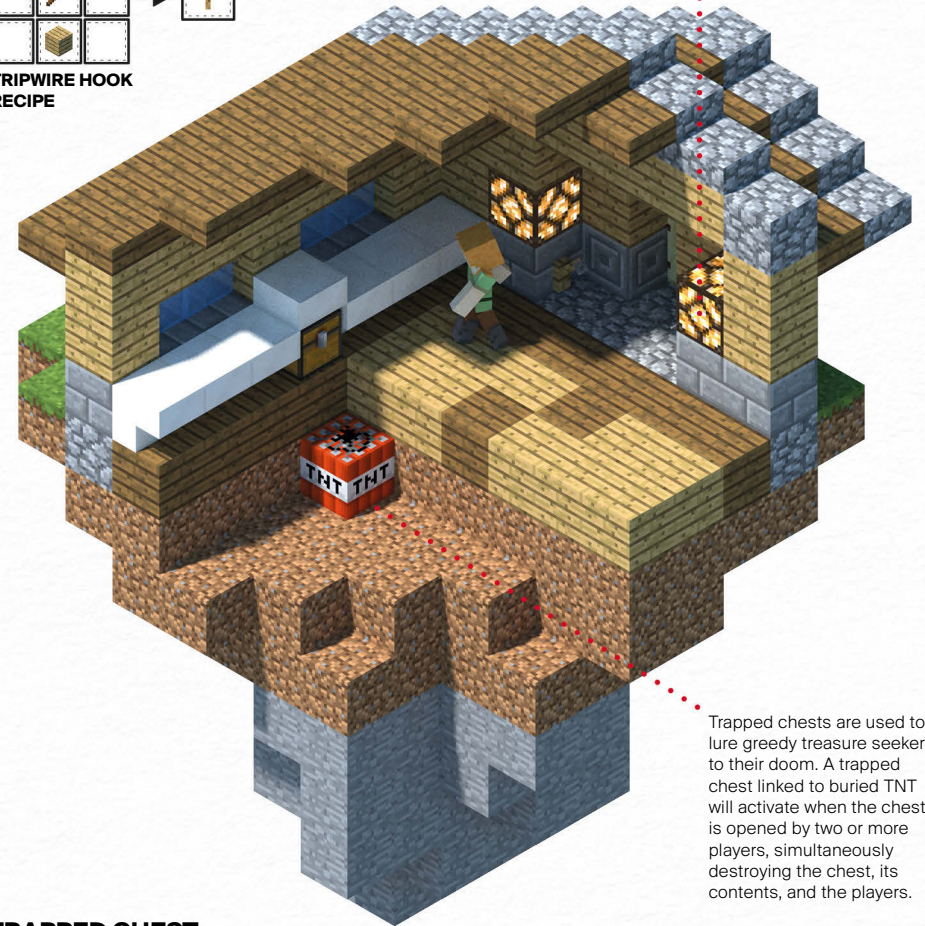 TRIPWIRE HOOK
RECIPE
TNT TNT
Trapped chests are used to
lure greedy treasure seeker
to their doom. A trapped
chest linked to buried TNT
will activate when the chest
is opened by two or more
players, simultaneously
destroying the chest, its
contents, and the players.
TRAPPED CHEST